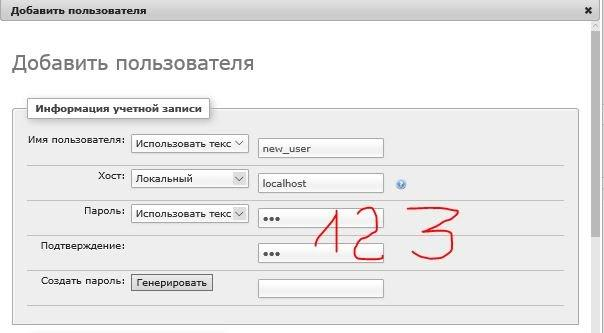 Добавить пользователя
Добавить пользователя
Информация учетной записи
Имя пользователя: Использовать текс new_user
Хост: Локальный localhost
Пароль: Использовать текс ••• 123
Подтверждение: •••
Создать пароль: Генерировать